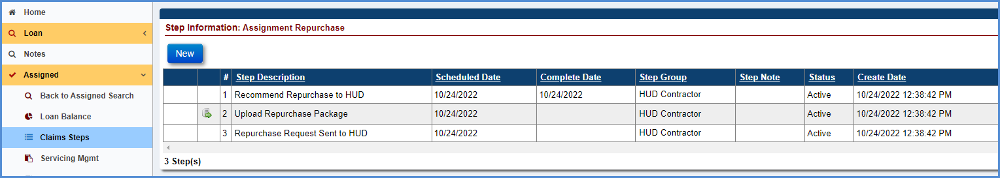 Home
Loan
Notes
Assigned
Back to Assigned Search
Loan Balance
Claims Steps
Servicing Mgmt
Step Information: Assignment Repurchase
New
# Step Description Scheduled Date Complete Date Step Group Step Note Status Create Date
1 Recommend Repurchase to HUD 10/24/2022 10/24/2022 HUD Contractor Active 10/24/2022 12:38:42 PM
2 Upload Repurchase Package 10/24/2022 HUD Contractor Active 10/24/2022 12:38:42 PM
3 Repurchase Request Sent to HUD 10/24/2022 HUD Contractor Active 10/24/2022 12:38:42 PM
3 Step(s)